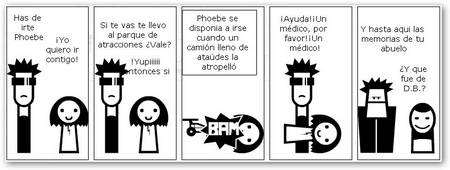 Has de
irte
Phoebe
¡Yo
quiero ir
contigo!
Si te vas te llevo
al parque de
atracciones ¿Vale?
!Yupiiiiii
entonces si
Phoebe se
disponia a irse
cuando un
camión lleno de
ataúdes la
atropelló
BAM
¡Ayuda!¡Un
médico, por
favor!¡Un
médico!
Y hasta aqui las
memorias de tu
abuelo
¿Y que
fue de
D.B.?